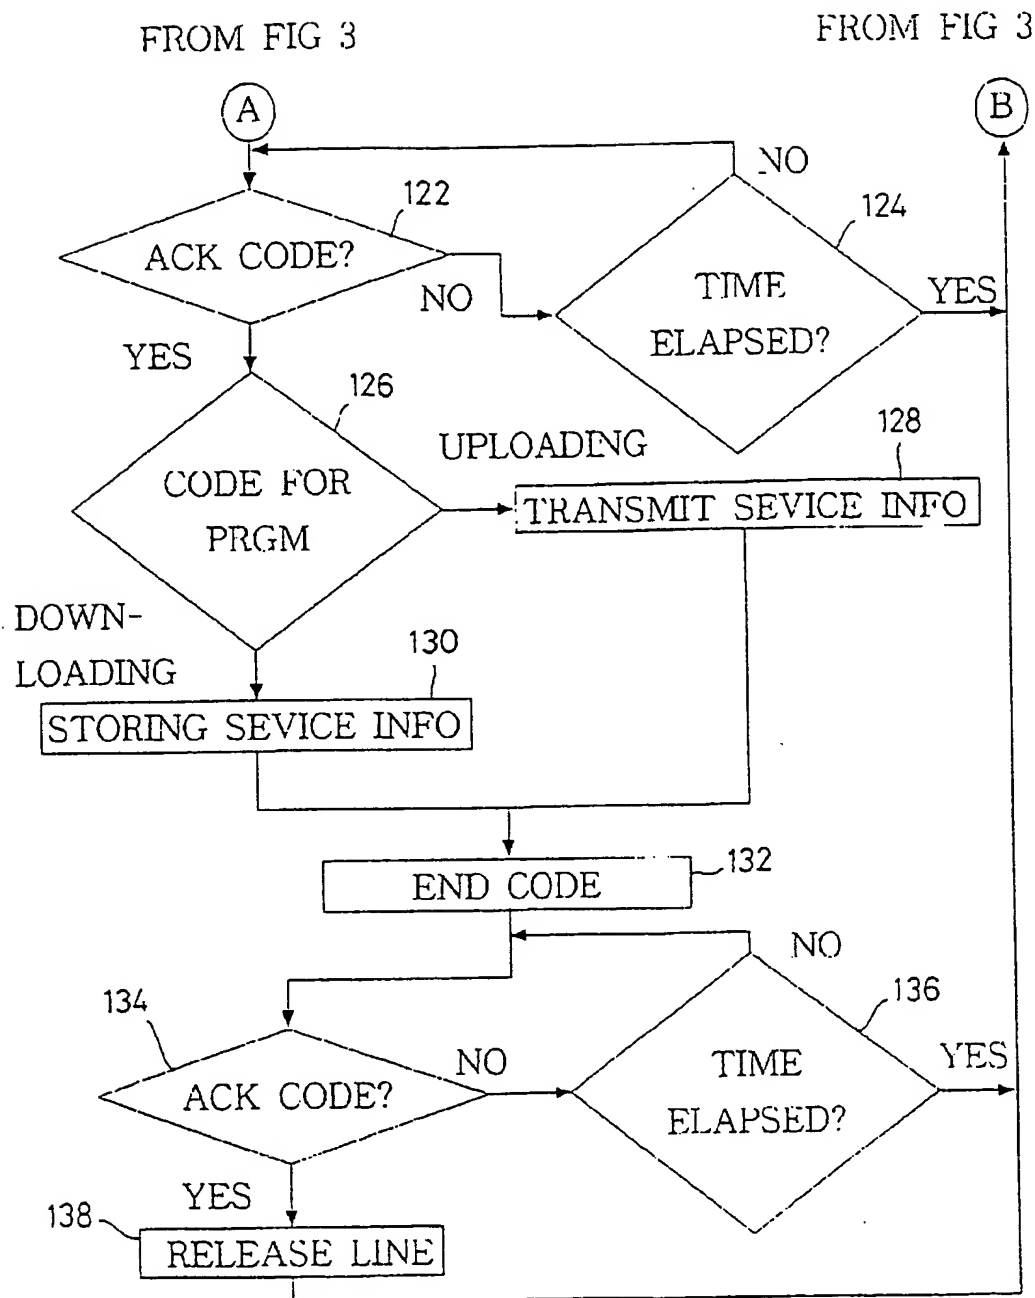 FROM FIG 3
FROM FIG 3
A
B
NO
122
124
ACK CODE?
NO
TIME
ELAPSED?
YES
YES
126
UPLOADING
128
CODE FOR
PRGM
TRANSMIT SEVICE INFO
DOWN-
LOADING
130
STORING SEVICE INFO
END CODE
132
NO
134
136
ACK CODE?
NO
TIME
ELAPSED?
YES
YES
138
RELEASE LINE